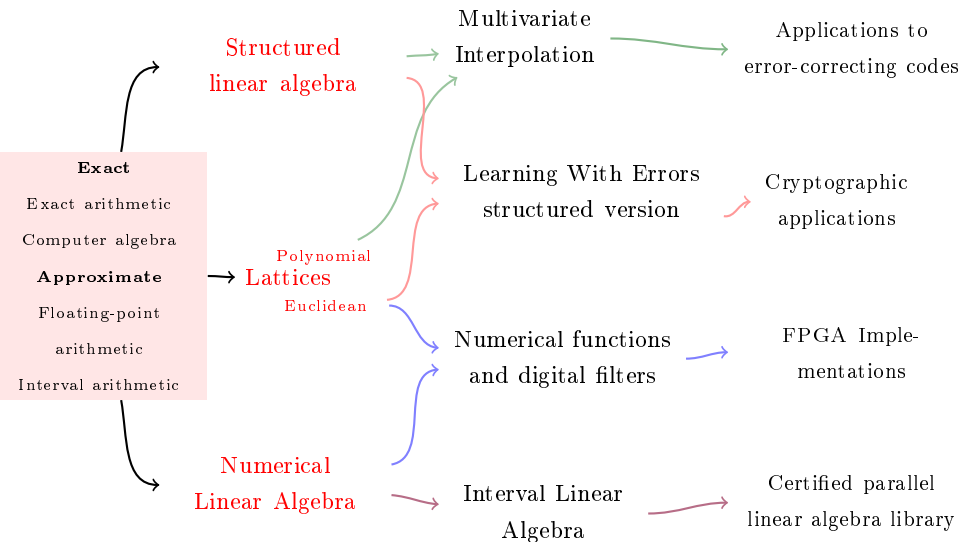 Exact
Exact arithmetic
Computer algebra
Approximate
Floating-point
arithmetic
Interval arithmetic
Structured
linear algebra
Polynomial
Lattices
Euclidean
Numerical
Linear Algebra
Multivariate
Interpolation
Learning With Errors
structured version
Numerical functions
and digital filters
Interval Linear
Algebra
Applications to
error-correcting codes
Cryptographic
applications
FPGA Imple-
mentations
Certified parallel
linear algebra library